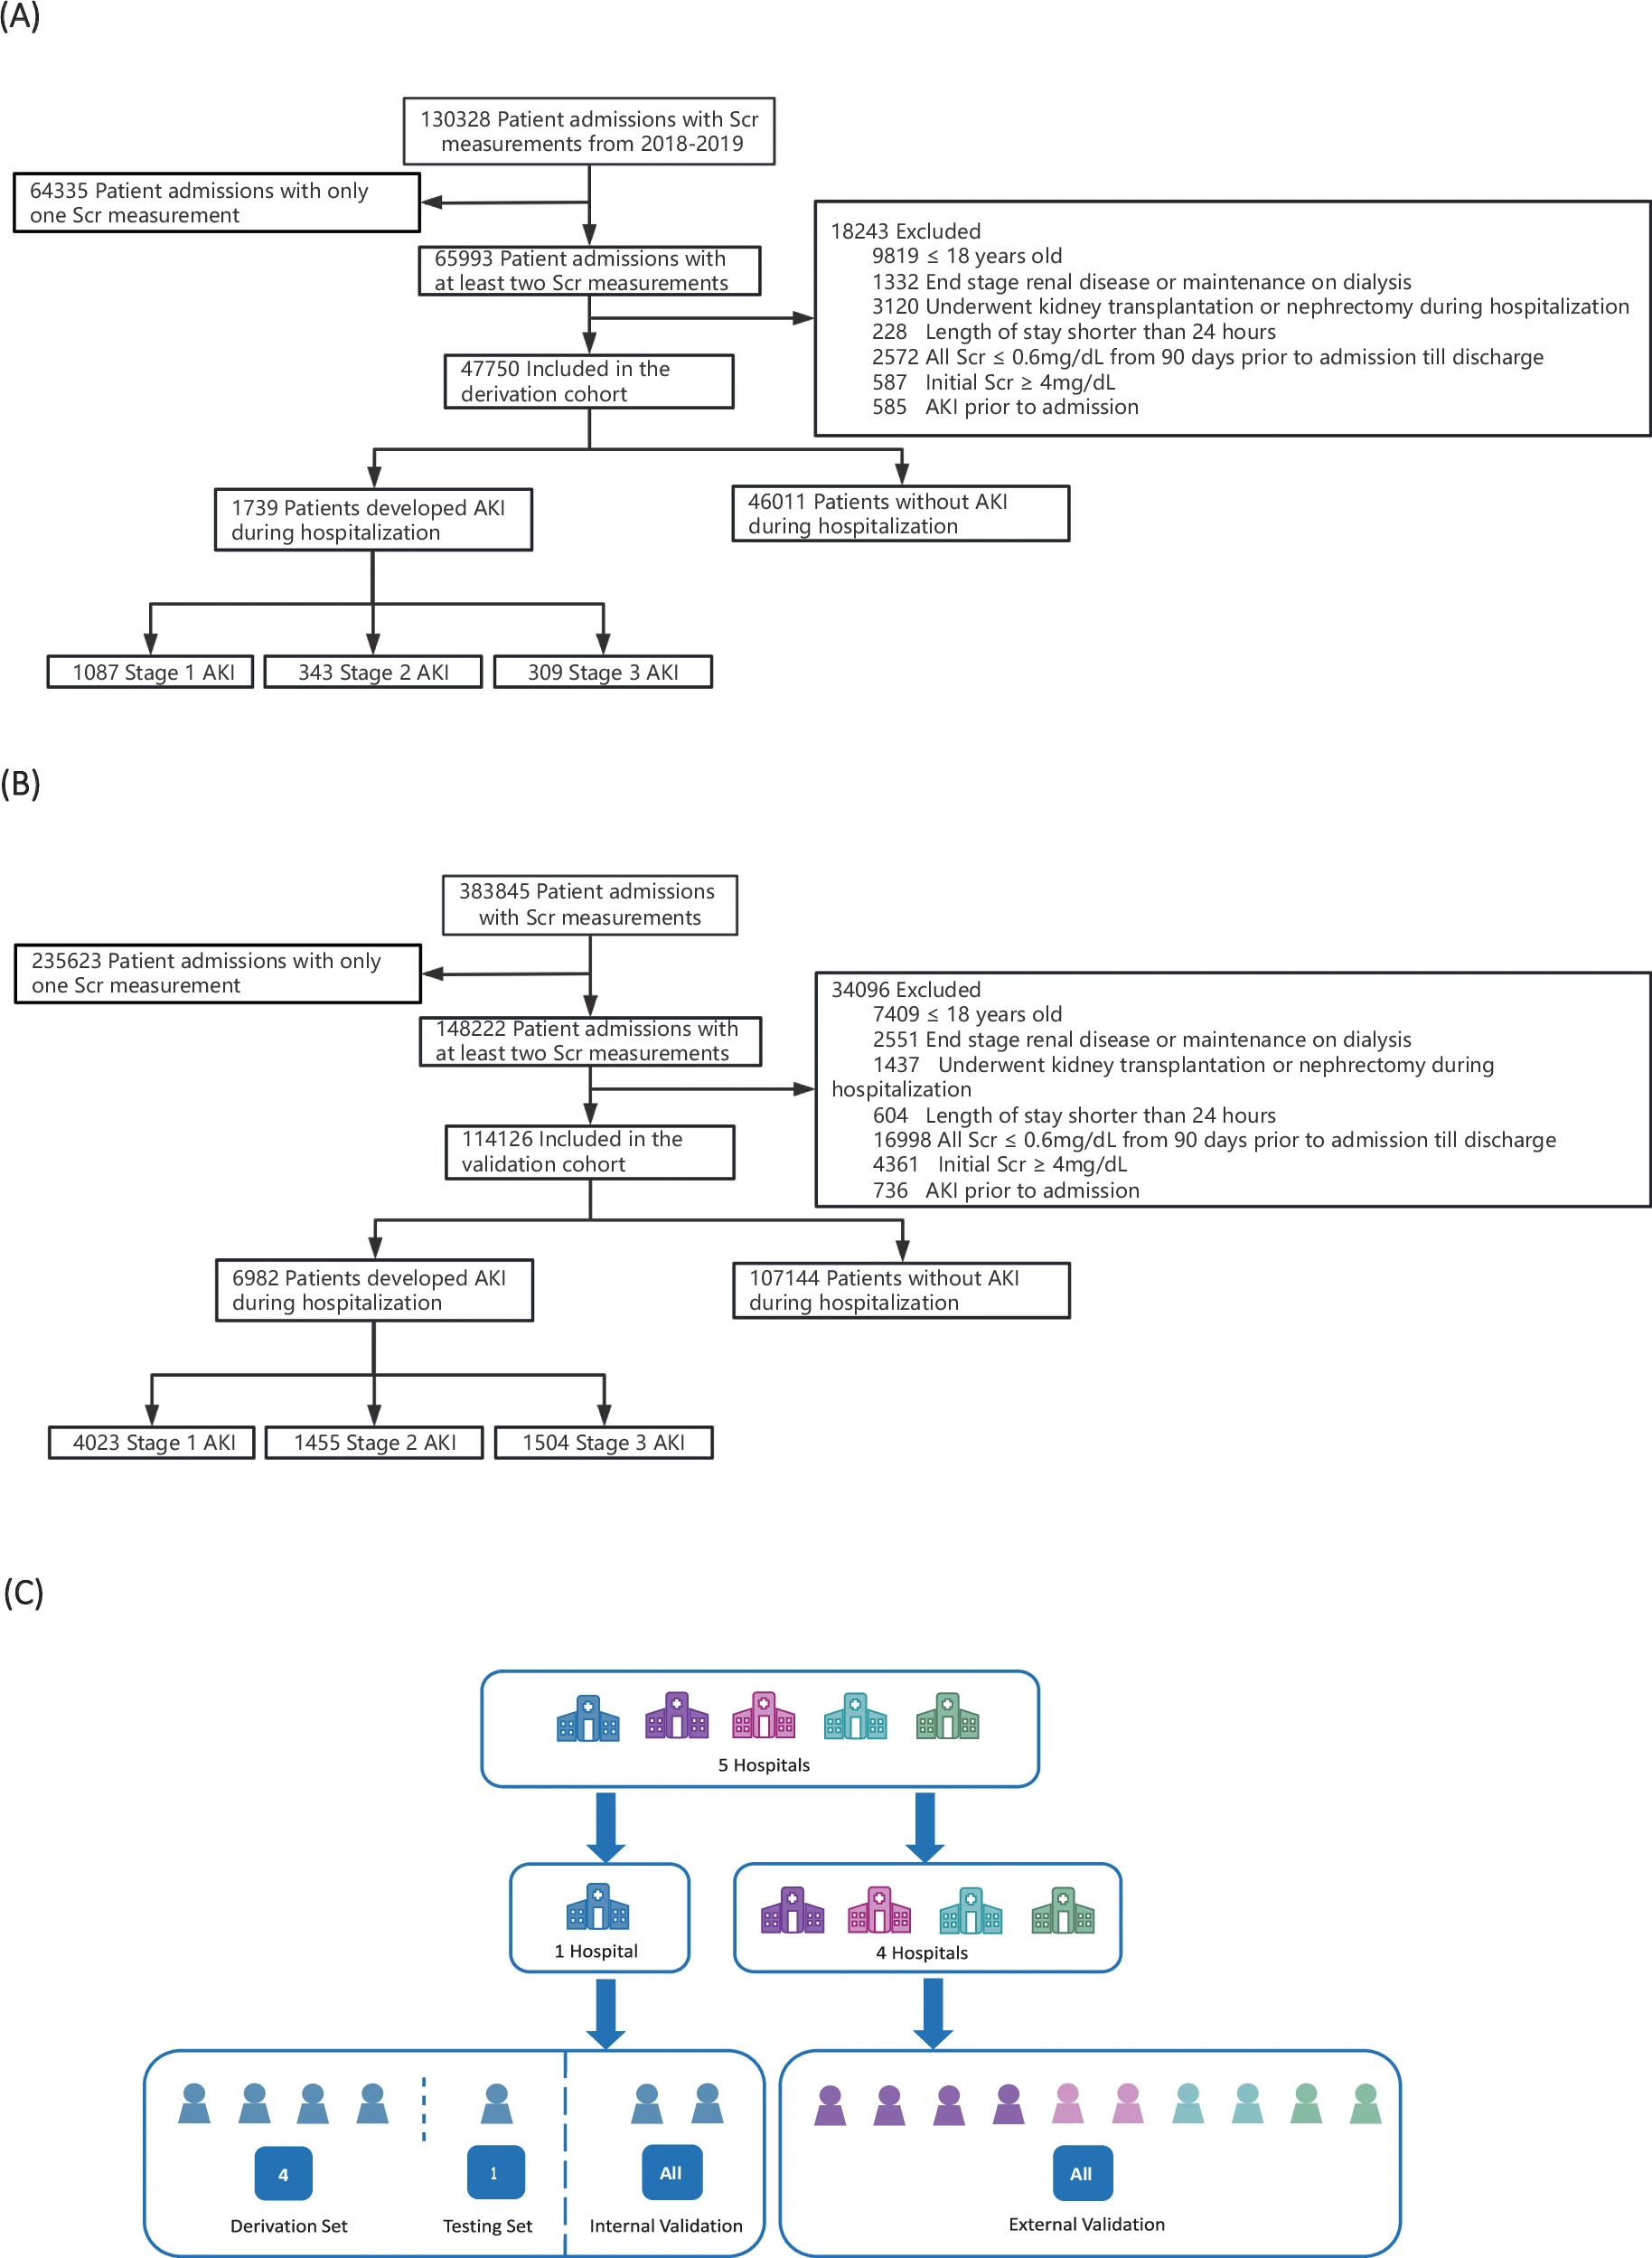 (A)
130328 Patient admissions with Scr
measurements from 2018-2019
64335 Patient admissions with only
one Scr measurement
65993 Patient admissions with
at least two Scr measurements
18243 Excluded
9819 ≤ 18 years old
1332 End stage renal disease or maintenance on dialysis
3120 Underwent kidney transplantation or nephrectomy during hospitalization
228 Length of stay shorter than 24 hours
2572 All Scr ≤ 0.6mg/dL from 90 days prior to admission till discharge
587 Initial Scr ≥ 4mg/dL
585 AKI prior to admission
47750 Included in the
derivation cohort
1739 Patients developed AKI
during hospitalization
46011 Patients without AKI
during hospitalization
1087 Stage 1 AKI
343 Stage 2 AKI
309 Stage 3 AKI
(B)
383845 Patient admissions
with Scr measurements
235623 Patient admissions with only
one Scr measurement
148222 Patient admissions with
at least two Scr measurements
34096 Excluded
7409 ≤ 18 years old
2551 End stage renal disease or maintenance on dialysis
1437 Underwent kidney transplantation or nephrectomy during
hospitalization
604 Length of stay shorter than 24 hours
16998 All Scr ≤ 0.6mg/dL from 90 days prior to admission till discharge
4361 Initial Scr ≥ 4mg/dL
736 AKI prior to admission
114126 Included in the
validation cohort
6982 Patients developed AKI
during hospitalization
107144 Patients without AKI
during hospitalization
4023 Stage 1 AKI
1455 Stage 2 AKI
1504 Stage 3 AKI
(C)
5 Hospitals
1 Hospital
4 Hospitals
4
1
All
All
Derivation Set
Testing Set
Internal Validation
External Validation